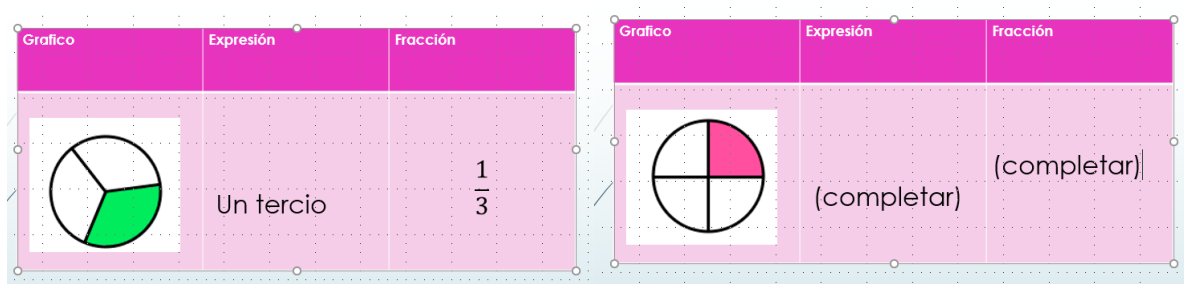 Grafico Expresión Fracción
Un tercio
1
3
Grafico Expresión Fracción
(completar)
(completar)